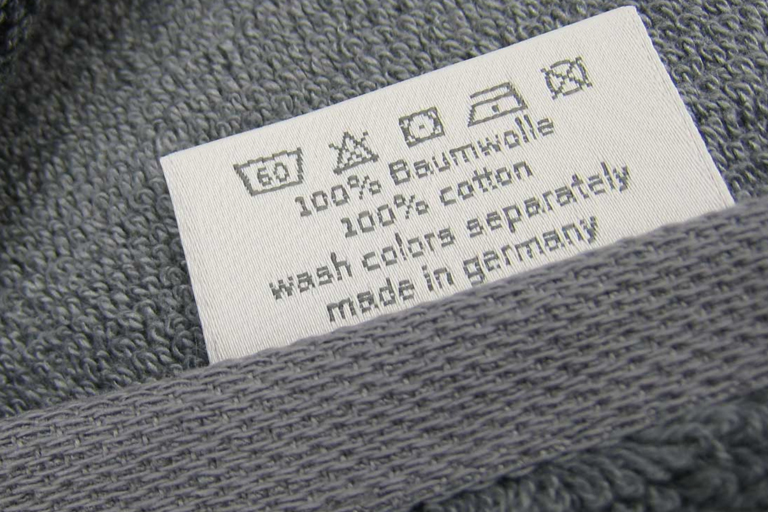 60
100% Baumwolle
100% cotton
wash colors separately
made in germany